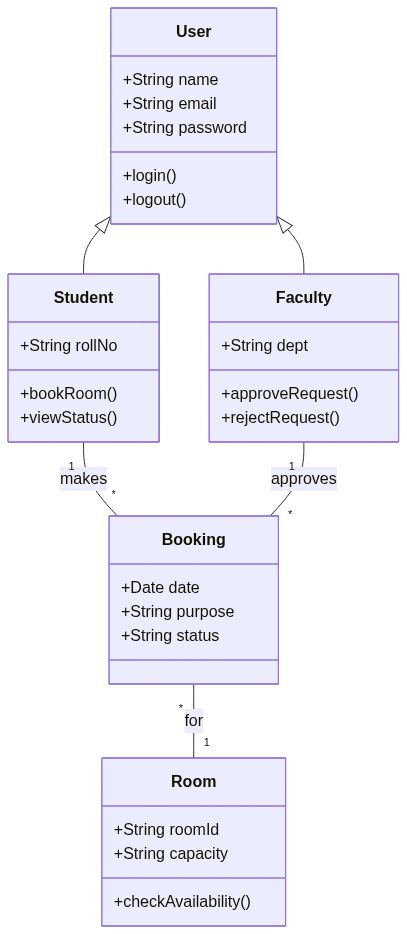 User
+String name
+String email
+String password
+login()
+logout()
Student
+String rollNo
+bookRoom()
+viewStatus()
Faculty
+String dept
+approveRequest()
+rejectRequest()
1
makes
*
1
approves
*
Booking
+Date date
+String purpose
+String status
*
for
1
Room
+String roomId
+String capacity
+checkAvailability()